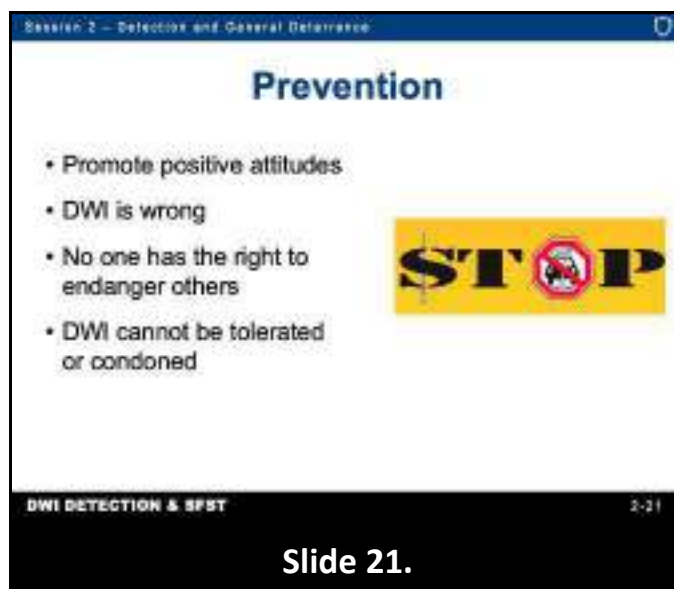 Session 2 – Detection and General Deterrence
Prevention
• Promote positive attitudes
• DWI is wrong
• No one has the right to
endanger others
• DWI cannot be tolerated
or condoned
$TOP
DWI DETECTION & SFST
2-21
Slide 21.